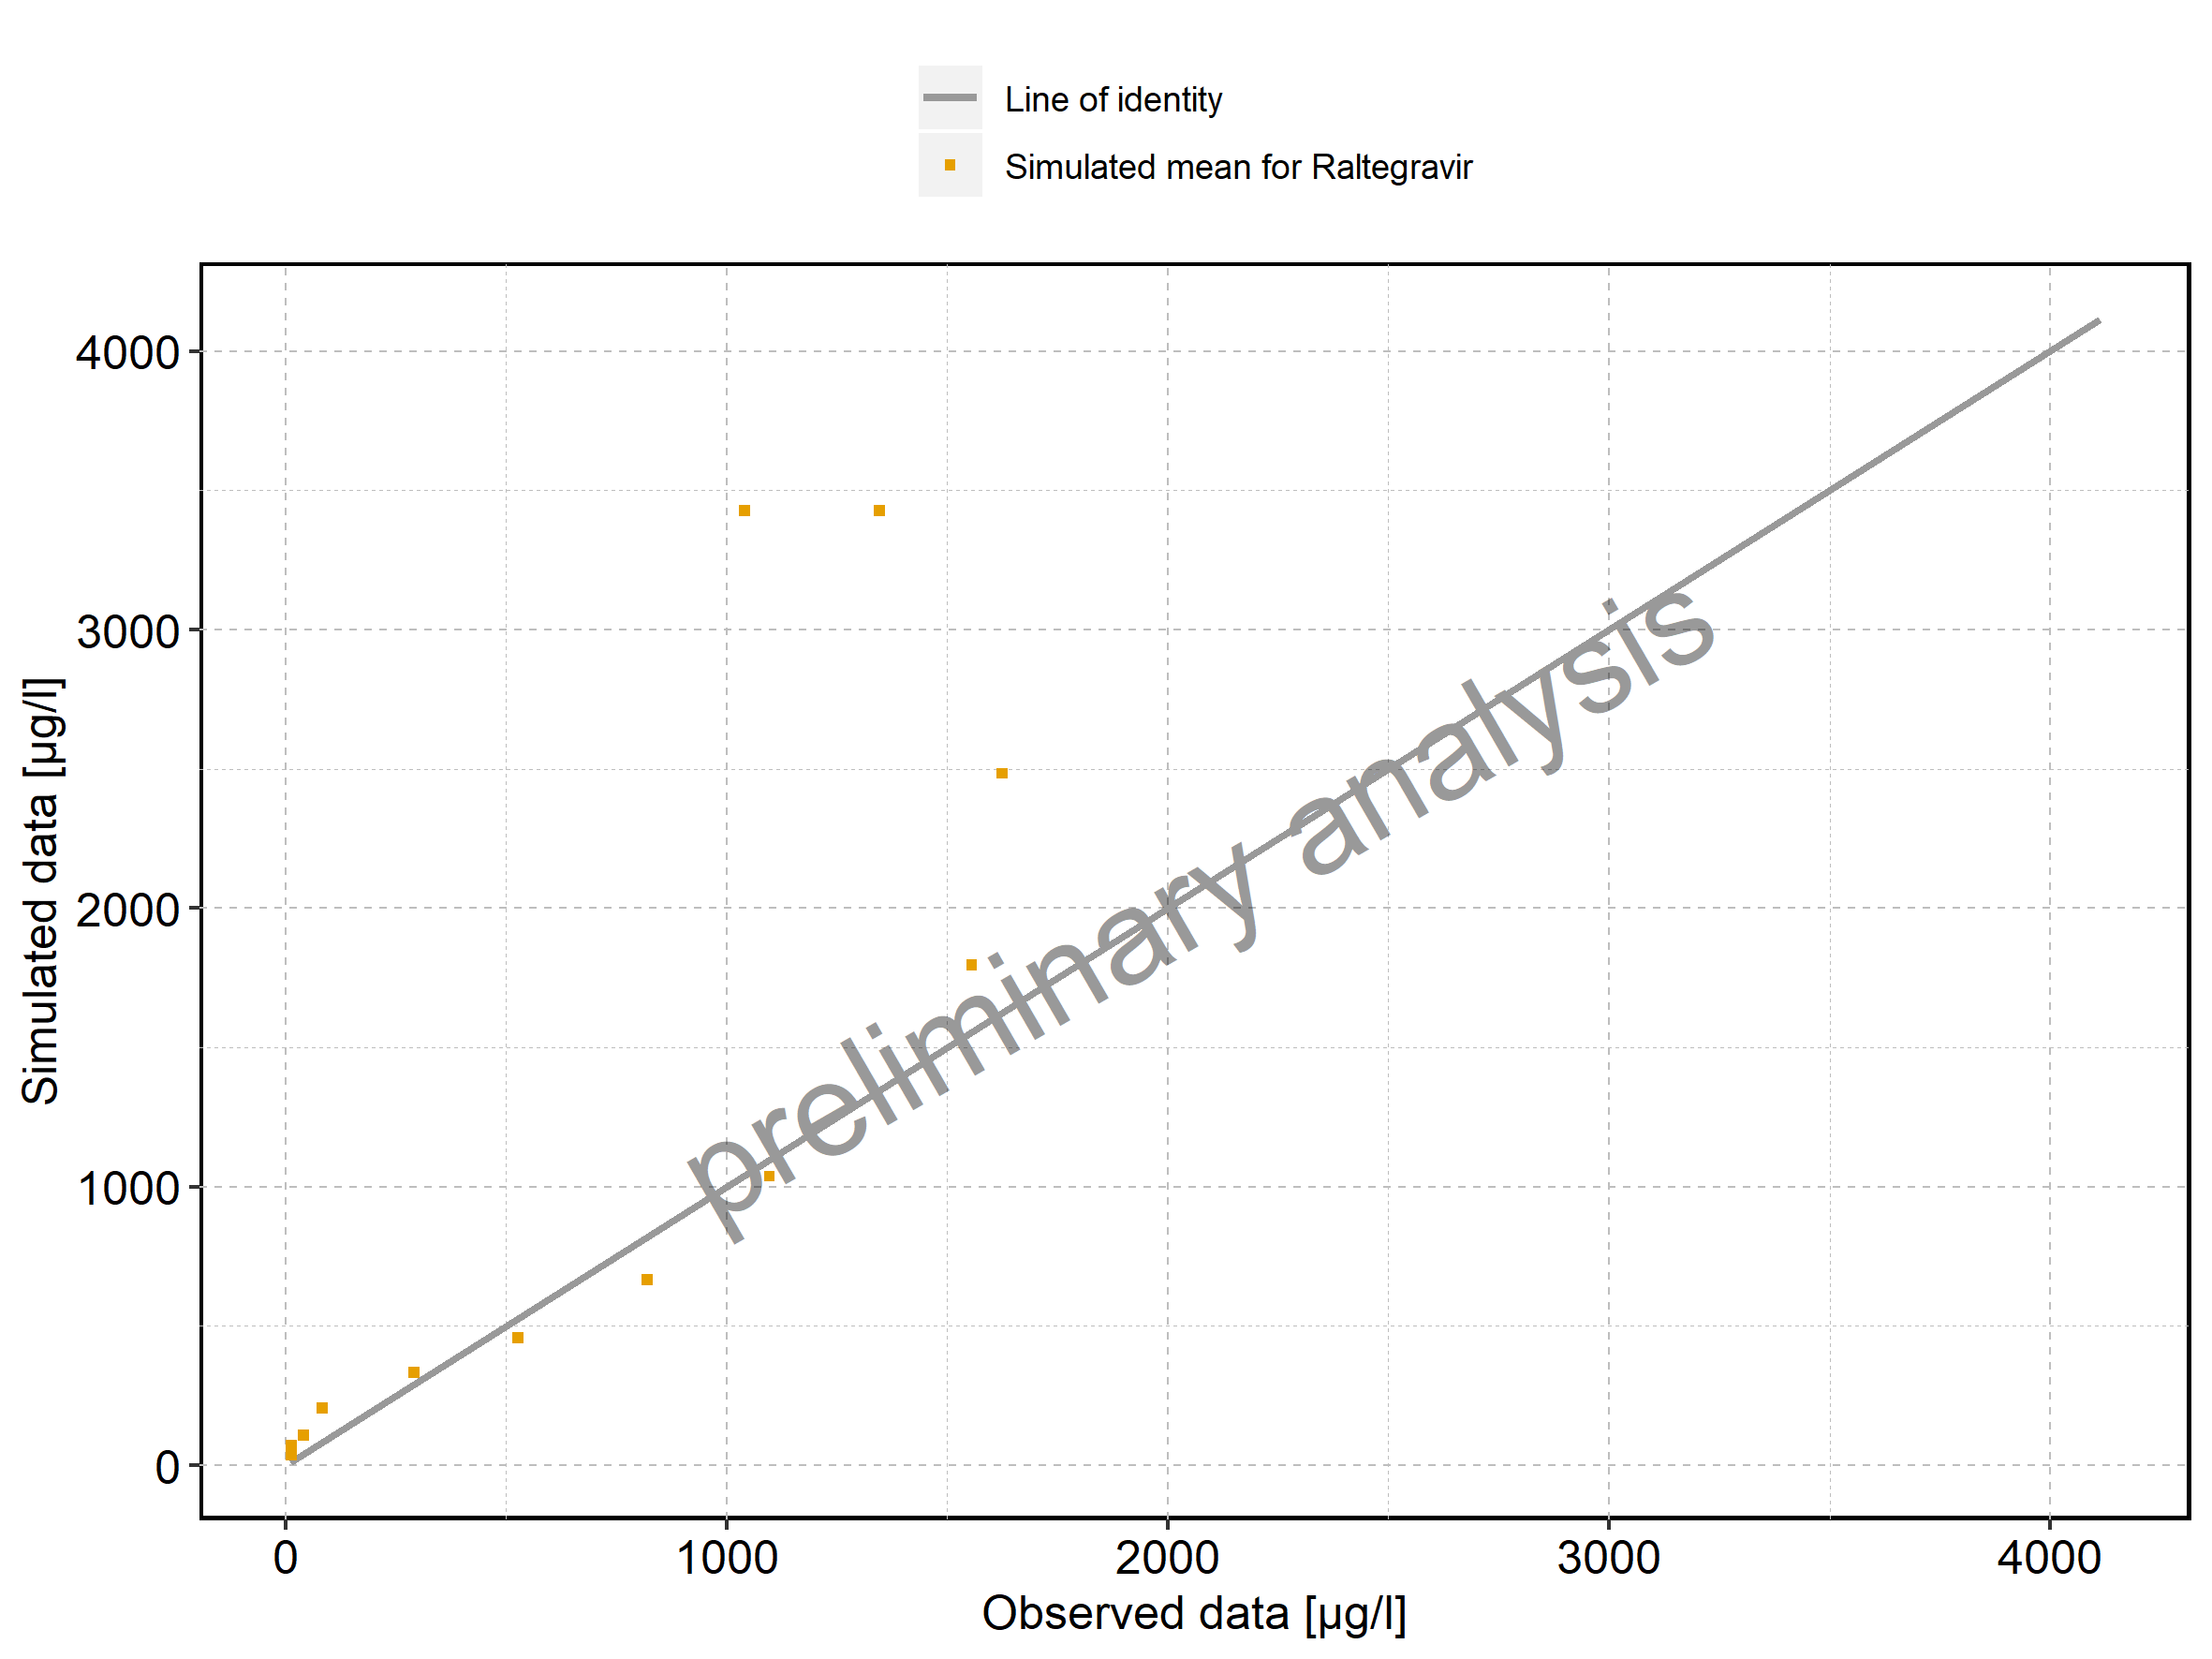 Line of identity
Simulated mean for Raltegravir
4000
3000
2000
1000
0
Simulated data [µg/l]
preliminary analysis
0 1000 2000 3000 4000
Observed data [µg/l]